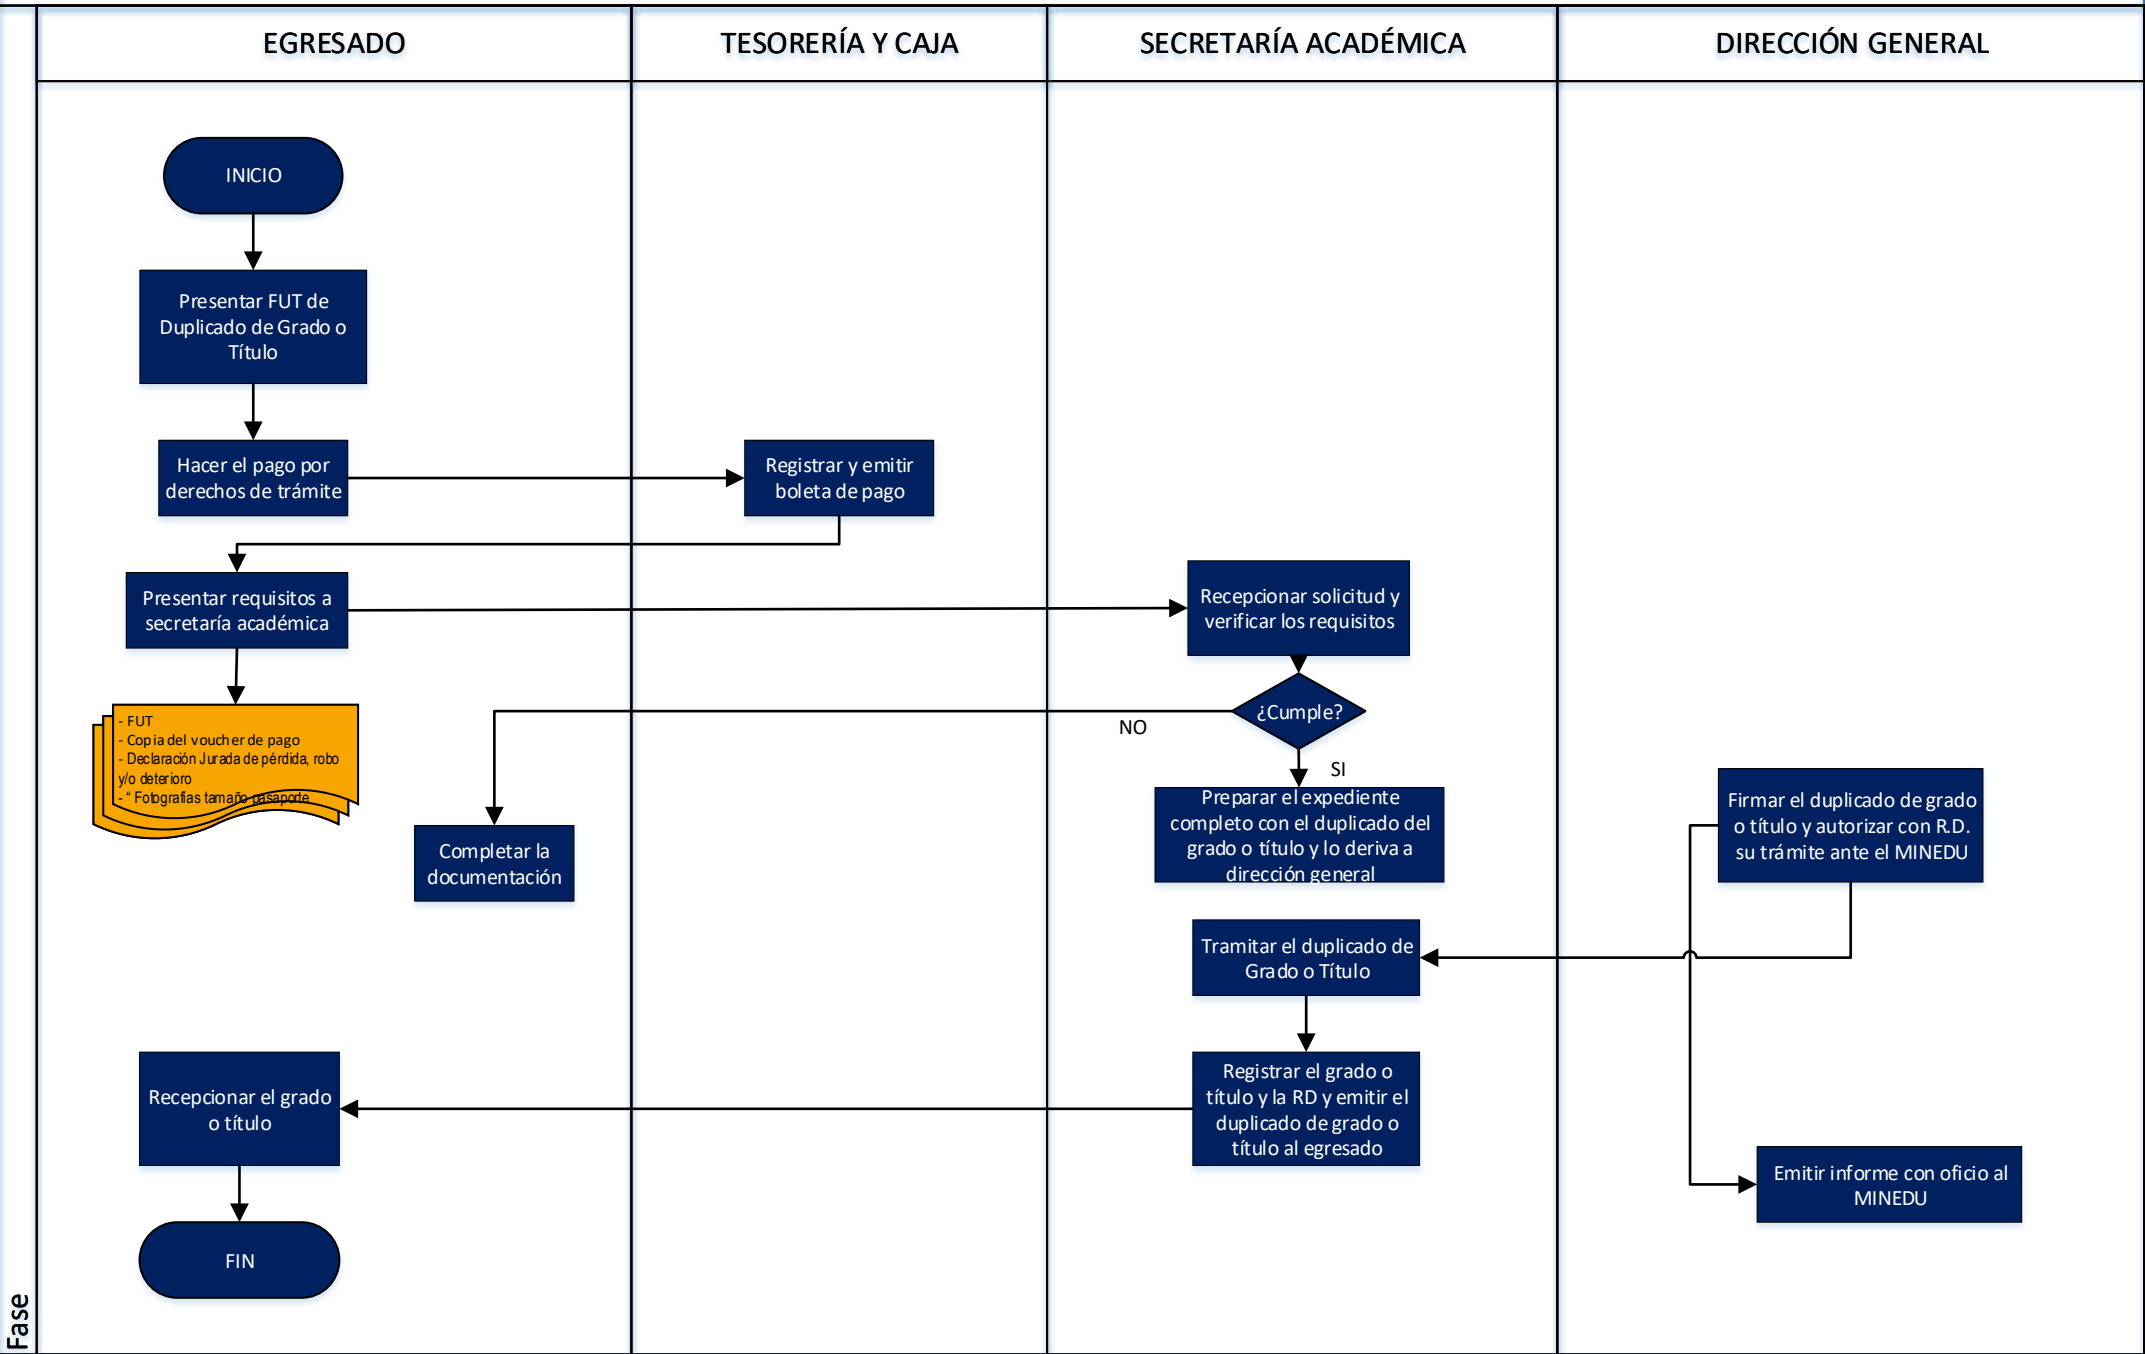 EGRESADO
TESORERÍA Y CAJA
SECRETARÍA ACADÉMICA
DIRECCIÓN GENERAL
INICIO
Presentar FUT de
Duplicado de Grado o
Título
Hacer el pago por
derechos de trámite
Registrar y emitir
boleta de pago
Presentar requisitos a
secretaría académica
Recepcionar solicitud y
verificar los requisitos
- FUT
- Copia del voucher de pago
- Declaración Jurada de pérdida, robo
y/o deterioro
- “ Fotografías tamaño pasaporte
¿Cumple?
NO
SI
Completar la
documentación
Preparar el expediente
completo con el duplicado del
grado o título y lo deriva a
dirección general
Firmar el duplicado de grado
o título y autorizar con R.D.
su trámite ante el MINEDU
Tramitar el duplicado de
Grado o Título
Registrar el grado o
título y la RD y emitir el
duplicado de grado o
título al egresado
Recepcionar el grado
o título
Emitir informe con oficio al
MINEDU
FIN
Fase